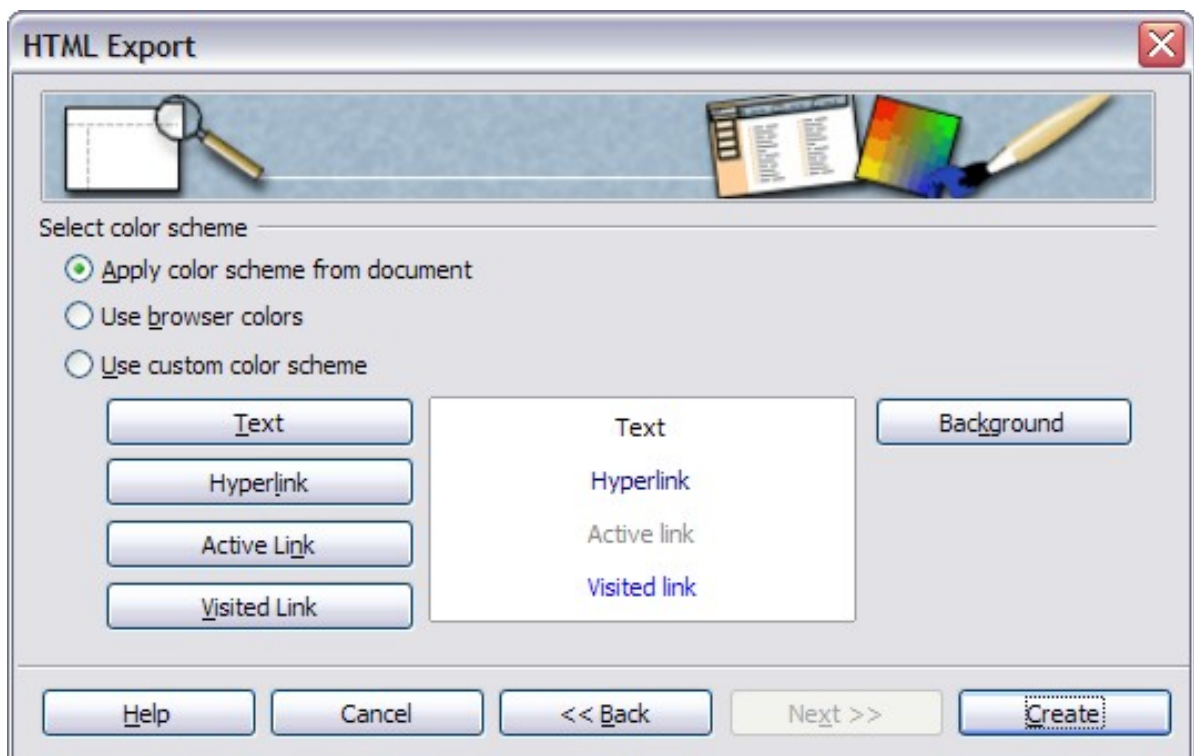 HTML Export
Select color scheme
Apply color scheme from document
Use browser colors
Use custom color scheme
Text
Text
Background
Hyperlink
Hyperlink
Active Link
Active link
Visited Link
Visited link
Help
Cancel
<< Back
Next >>
Create